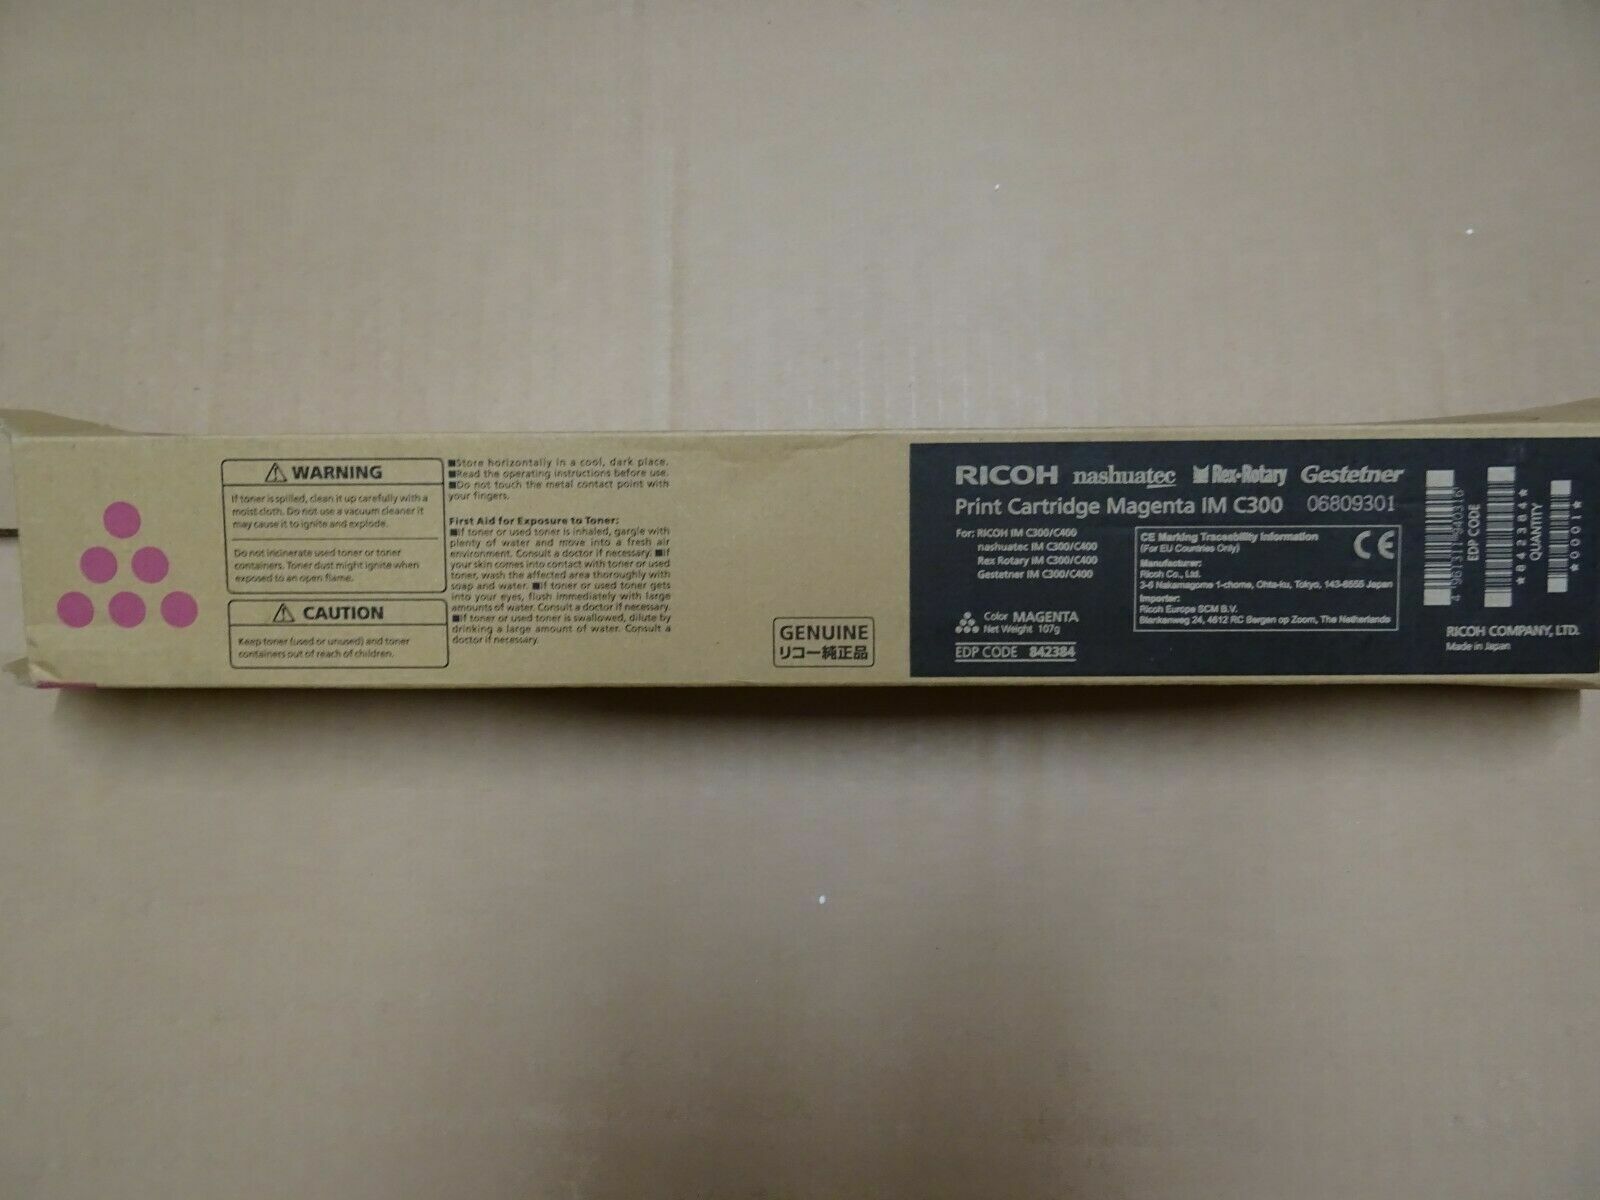 WARNING
If toner is spilled, clean it up carefully with a
moist cloth. Do not use a vacuum cleaner it
may cause it to ignite and explode.
Do not incinerate used toner or toner
containers. Toner dust might ignite when
exposed to an open flame.
CAUTION
Keep toner (used or unused) and toner
containers out of reach of children.
■Store horizontally in a cool, dark place.
■Read the operating instructions before use.
■Do not touch the metal contact point with
your fingers.
First Aid for Exposure to Toner:
■If toner or used toner is inhaled, gargle with
plenty of water and move into a fresh air
environment. Consult a doctor if necessary. ■If
your skin comes into contact with toner or used
toner, wash the affected area thoroughly with
soap and water. ■If toner or used toner gets
into your eyes, flush immediately with large
amounts of water. Consult a doctor if necessary.
■If toner or used toner is swallowed, dilute by
drinking a large amount of water. Consult a
doctor if necessary.
GENUINE
リコー純正品
RICOH nashuatec Rex-Rotary Gestetner
Print Cartridge Magenta IM C300 06809301
For: RICOH IM C300/C400
nashuatec IM C300/C400
Rex Rotary IM C300/C400
Gestetner IM C300/C400
Color MAGENTA
Net Weight 107g
EDP CODE 842384
CE Marking Traceability Information
(For EU Countries Only)
CE
Manufacturer:
Ricoh Co., Ltd.
3-6 Nakamagome 1-chome, Ohta-ku, Tokyo, 143-8555 Japan
Importer:
Ricoh Europe SCM B.V.
Blankenweg 24, 4612 RC Bergen op Zoom, The Netherlands
4 961311 940316
EDP CODE
*842384*
QUANTITY
*0001*
RICOH COMPANY, LTD.
Made in Japan